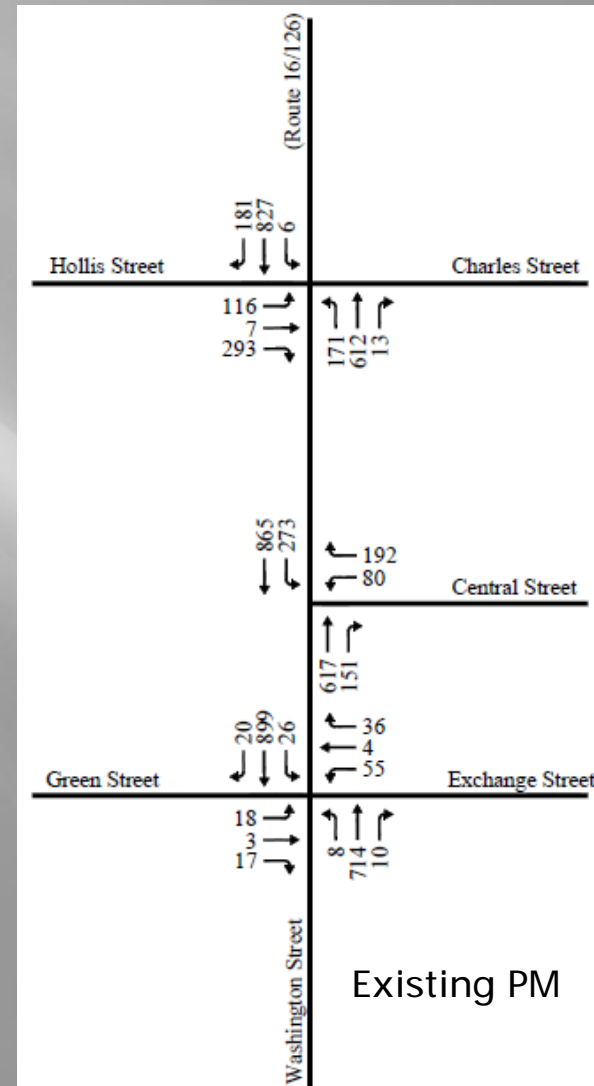 (Route 16/126)
181 827 6
Hollis Street
Charles Street
116
7
293
171 612 13
865 273
192
80
Central Street
617 151
20 899 26
36
4
55
Green Street
Exchange Street
18
3
17
8 714 10
Washington Street
Existing PM